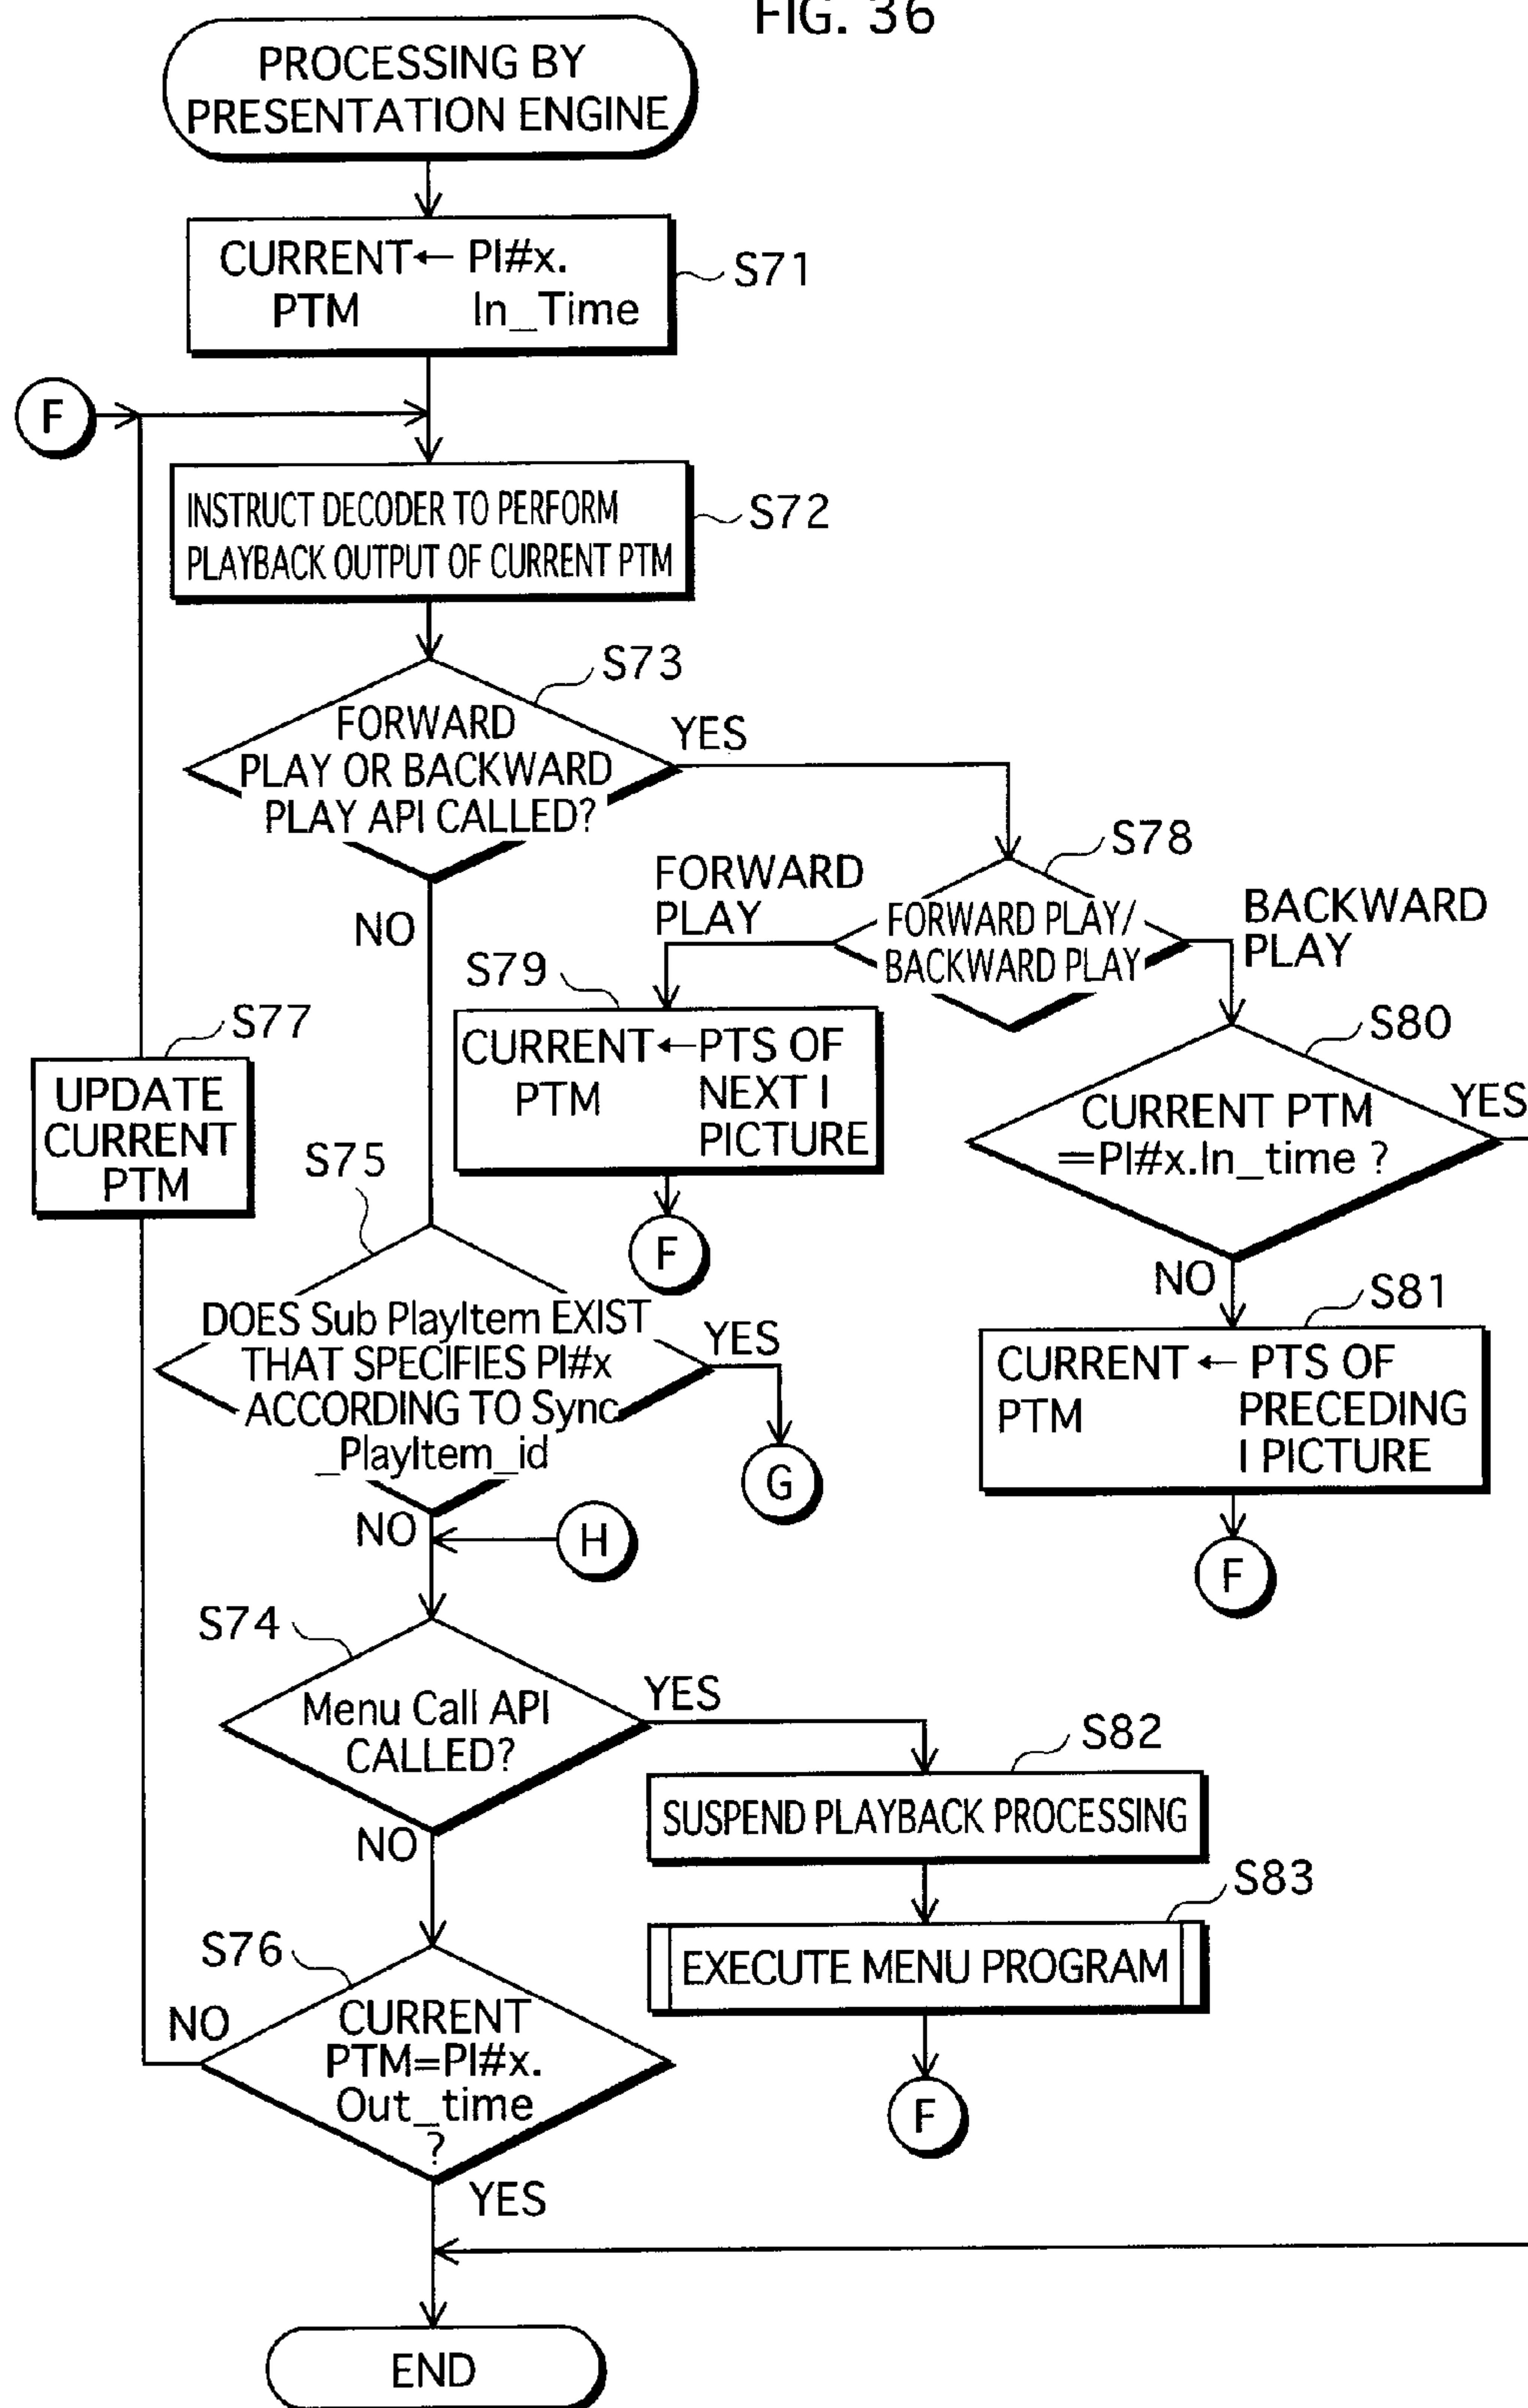 FIG. 36
PROCESSING BY
PRESENTATION ENGINE
CURRENT← PI#x.
PTM In_Time
S71
F
INSTRUCT DECODER TO PERFORM
PLAYBACK OUTPUT OF CURRENT PTM
S72
S73
FORWARD
PLAY OR BACKWARD
PLAY API CALLED?
YES
NO
S78
FORWARD
PLAY
FORWARD PLAY/
BACKWARD PLAY
BACKWARD
PLAY
S79
CURRENT←PTS OF
PTM NEXT I
PICTURE
F
S80
CURRENT PTM
=PI#x.In_time ?
YES
NO
S81
CURRENT ← PTS OF
PTM PRECEDING
I PICTURE
F
S77
UPDATE
CURRENT
PTM
S75
DOES Sub PlayItem EXIST
THAT SPECIFIES PI#x
ACCORDING TO Sync
_PlayItem_id
YES
G
NO
H
S74
Menu Call API
CALLED?
YES
NO
S82
SUSPEND PLAYBACK PROCESSING
S83
EXECUTE MENU PROGRAM
F
S76
NO
CURRENT
PTM=PI#x.
Out_time
?
YES
END